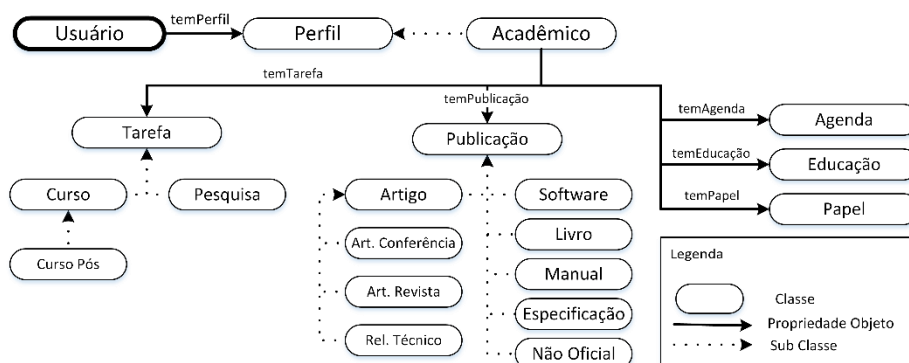 Usuário
temPerfil
Perfil
Acadêmico
temTarefa
temPublicação
temAgenda
Agenda
Tarefa
Publicação
temEducação
Educação
Curso
Pesquisa
Artigo
Software
temPapel
Papel
Curso Pós
Art. Conferência
Livro
Art. Revista
Manual
Rel. Técnico
Especificação
Não Oficial
Legenda
Classe
Propriedade Objeto
Sub Classe